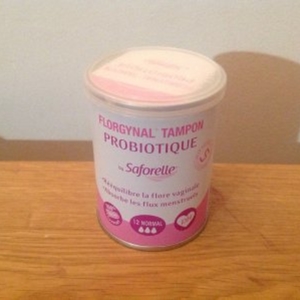 FLORGYNAL TAMPON
PROBIOTIQUE
by Saforelle
Rééquilibre la flore vaginale
Absorbe les flux menstruels
12 NORMAL